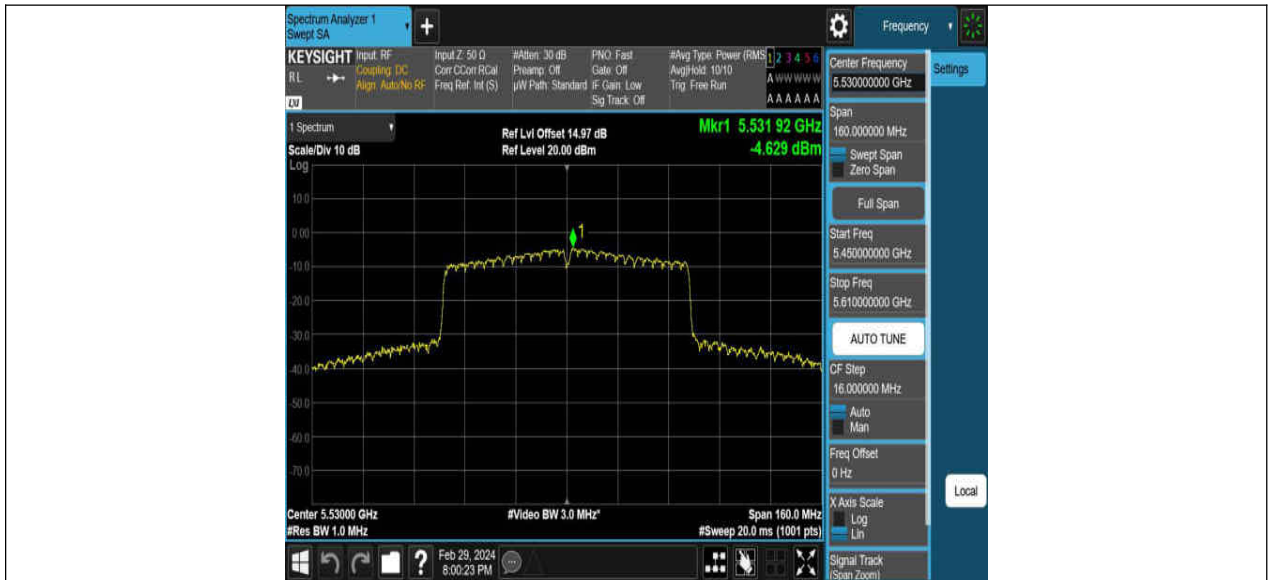 Spectrum Analyzer 1
Swept SA
+
Frequency
KEYSIGHT
RL
Input: RF
Coupling: DC
Align: Auto/No RF
Input Z: 50 Ω
Corr CCorr RCal
Freq Ref: Int (S)
#Atten: 30 dB
Preamp: Off
µW Path: Standard
PNO: Fast
Gate: Off
IF Gain: Low
Sig Track: Off
#Avg Type: Power (RMS
Avg|Hold: 10/10
Trig: Free Run
1 2 3 4 5 6
A W W W W W
A A A A A A
1 Spectrum
Scale/Div 10 dB
Ref Lvl Offset 14.97 dB
Ref Level 20.00 dBm
Mkr1 5.531 92 GHz
-4.629 dBm
Log
10.0
0.00
-10.0
-20.0
-30.0
-40.0
-50.0
-60.0
-70.0
1
Center 5.53000 GHz
#Res BW 1.0 MHz
#Video BW 3.0 MHz*
Span 160.0 MHz
#Sweep 20.0 ms (1001 pts)
Feb 29, 2024
8:00:23 PM
Center Frequency
5.530000000 GHz
Settings
Span
160.000000 MHz
Swept Span
Zero Span
Full Span
Start Freq
5.450000000 GHz
Stop Freq
5.610000000 GHz
AUTO TUNE
CF Step
16.000000 MHz
Auto
Man
Freq Offset
0 Hz
X Axis Scale
Log
Lin
Signal Track
(Span Zoom)
Local